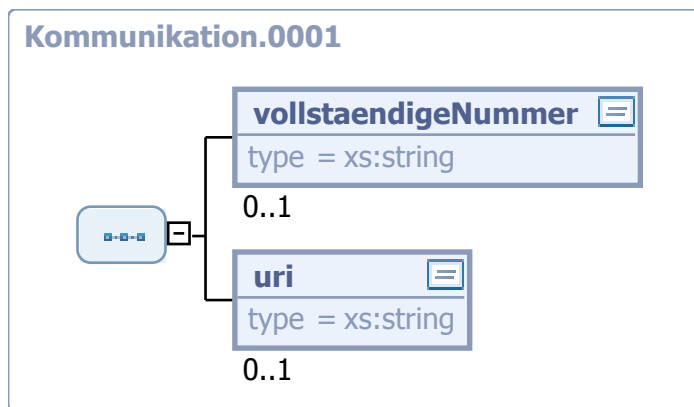 Kommunikation.0001
vollstaendigeNummer
type = xs:string
0..1
uri
type = xs:string
0..1